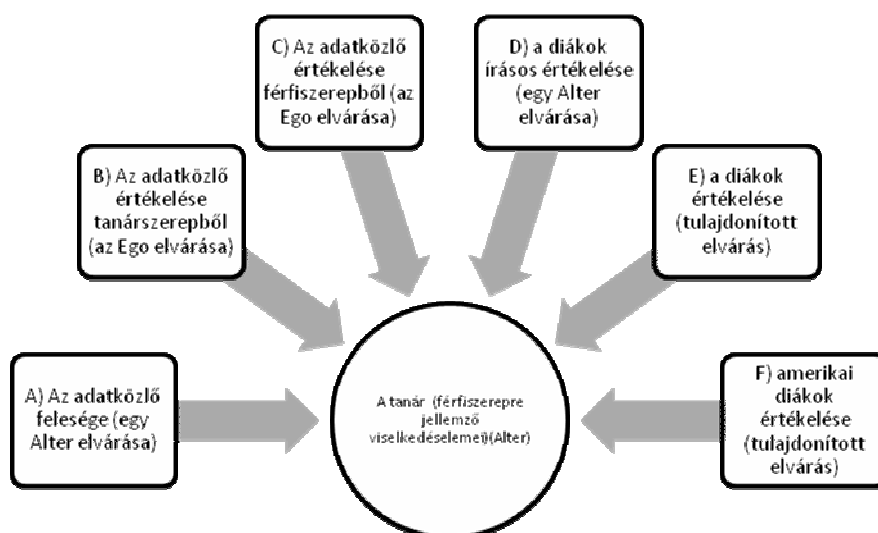 C) Az adatközlő
értékelése
férfiszerepből (az
Ego elvárása)
D) a diákok
írásos értékelése
(egy Alter
elvárása)
B) Az adatközlő
értékelése
tanárszerepből
(az Ego elvárása)
E) a diákok
értékelése
(tulajdonított
elvárás)
A) Az adatközlő
felesége (egy
Alter elvárása)
A tanár (férfiszerepre
jellemző
viselkedéselemei)(Alter)
F) amerikai
diákok
értékelése
(tulajdonított
elvárás)